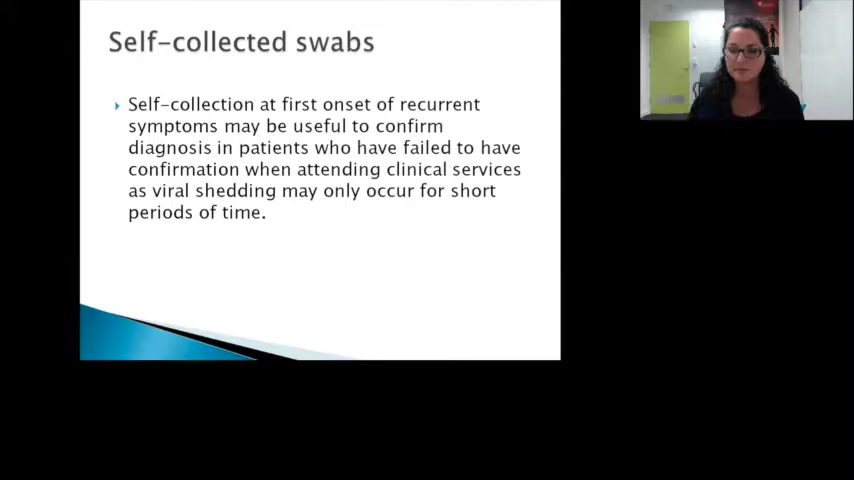 Self-collected swabs
Self-collection at first onset of recurrent
symptoms may be useful to confirm
diagnosis in patients who have failed to have
confirmation when attending clinical services
as viral shedding may only occur for short
periods of time.